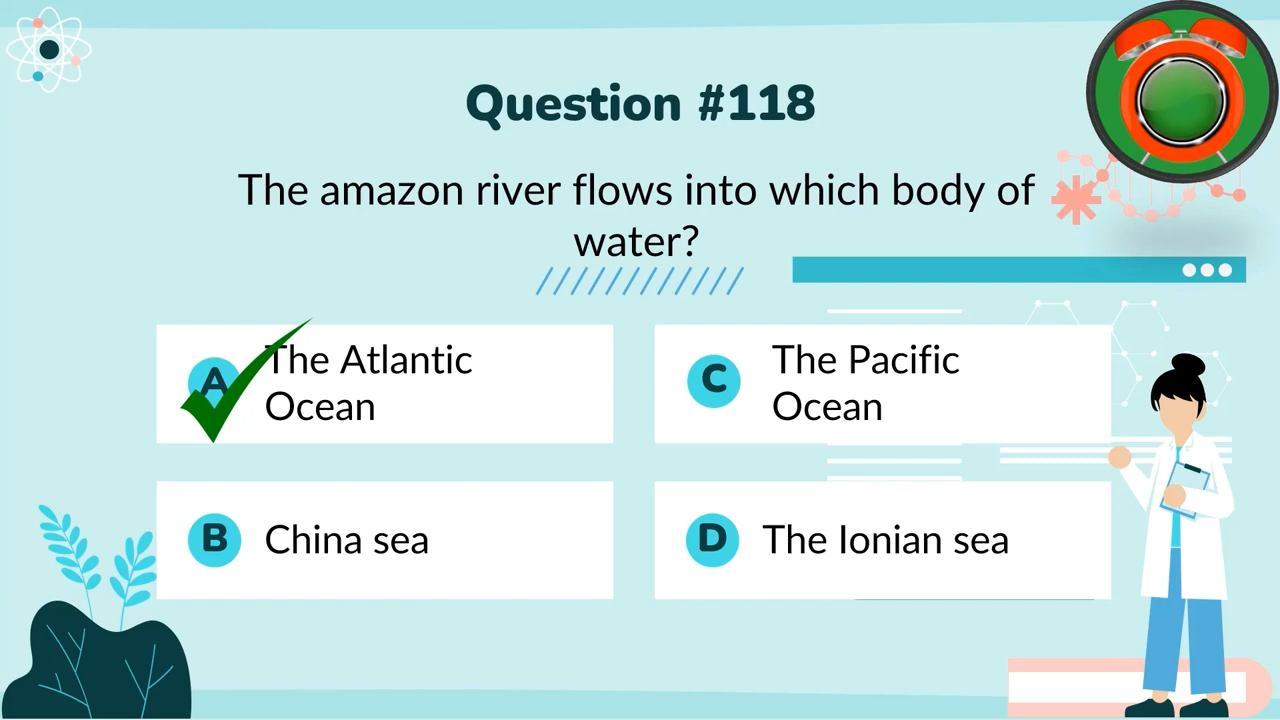 Question #118
The amazon river flows into which body of
water?
A
The Atlantic
Ocean
C
The Pacific
Ocean
B
China sea
D
The Ionian sea